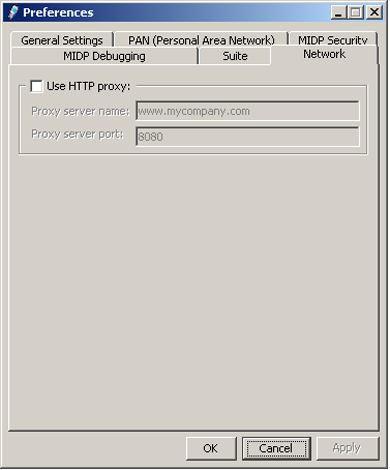 Preferences
General Settings PAN (Personal Area Network) MIDP Security
MIDP Debugging Suite Network
Use HTTP proxy:
Proxy server name: www.mycompany.com
Proxy server port: 8080
OK Cancel Apply